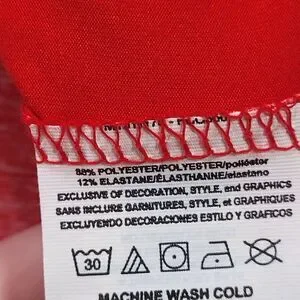 88% POLYESTER/POLYESTER/poliéster
12% ELASTANE/ELASTHANNE/elastano
EXCLUSIVE OF DECORATION, STYLE, and GRAPHICS
SANS INCLURE GARNITURES, STYLE, et GRAPHIQUES
EXCLUYENDO DECORACIONES ESTILO Y GRAFICOS
30
MACHINE WASH COLD